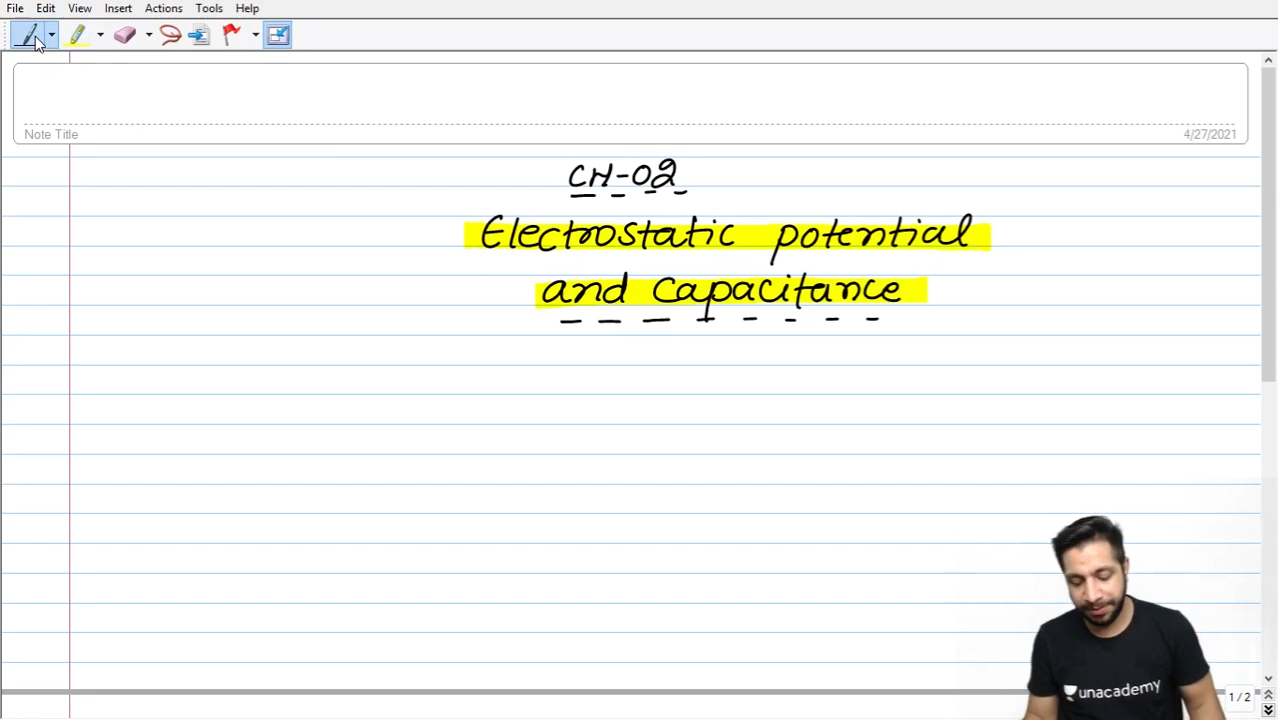 File Edit View Insert Actions Tools Help
Note Title 4/27/2021
CH-02
Electrostatic potential
and Capacitance
unacademy
1 / 2